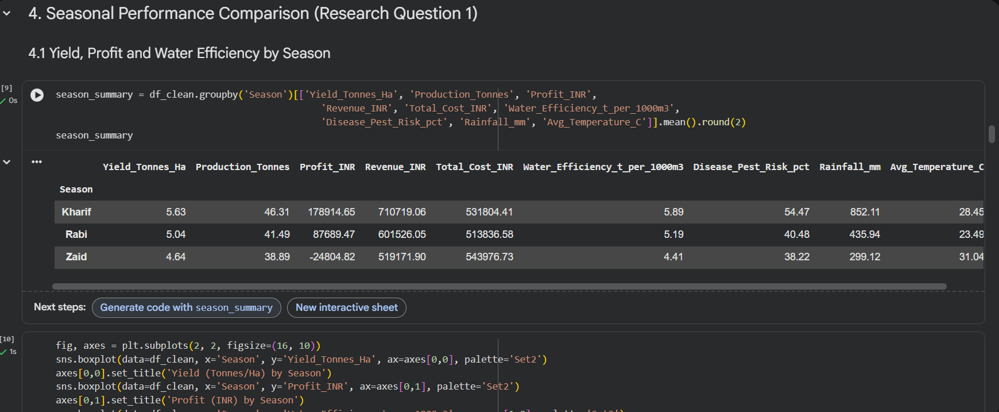 4. Seasonal Performance Comparison (Research Question 1)
4.1 Yield, Profit and Water Efficiency by Season
[9]
0s
season_summary = df_clean.groupby('Season')[['Yield_Tonnes_Ha', 'Production_Tonnes', 'Profit_INR',
'Revenue_INR', 'Total_Cost_INR', 'Water_Efficiency_t_per_1000m3',
'Disease_Pest_Risk_pct', 'Rainfall_mm', 'Avg_Temperature_C']].mean().round(2)
season_summary
Yield_Tonnes_Ha Production_Tonnes Profit_INR Revenue_INR Total_Cost_INR Water_Efficiency_t_per_1000m3 Disease_Pest_Risk_pct Rainfall_mm Avg_Temperature_C
Season
Kharif 5.63 46.31 178914.65 710719.06 531804.41 5.89 54.47 852.11 28.45
Rabi 5.04 41.49 87689.47 601526.05 513836.58 5.19 40.48 435.94 23.49
Zaid 4.64 38.89 -24804.82 519171.90 543976.73 4.41 38.22 299.12 31.04
Next steps: Generate code with season_summary New interactive sheet
[10]
1s
fig, axes = plt.subplots(2, 2, figsize=(16, 10))
sns.boxplot(data=df_clean, x='Season', y='Yield_Tonnes_Ha', ax=axes[0,0], palette='Set2')
axes[0,0].set_title('Yield (Tonnes/Ha) by Season')
sns.boxplot(data=df_clean, x='Season', y='Profit_INR', ax=axes[0,1], palette='Set2')
axes[0,1].set_title('Profit (INR) by Season')